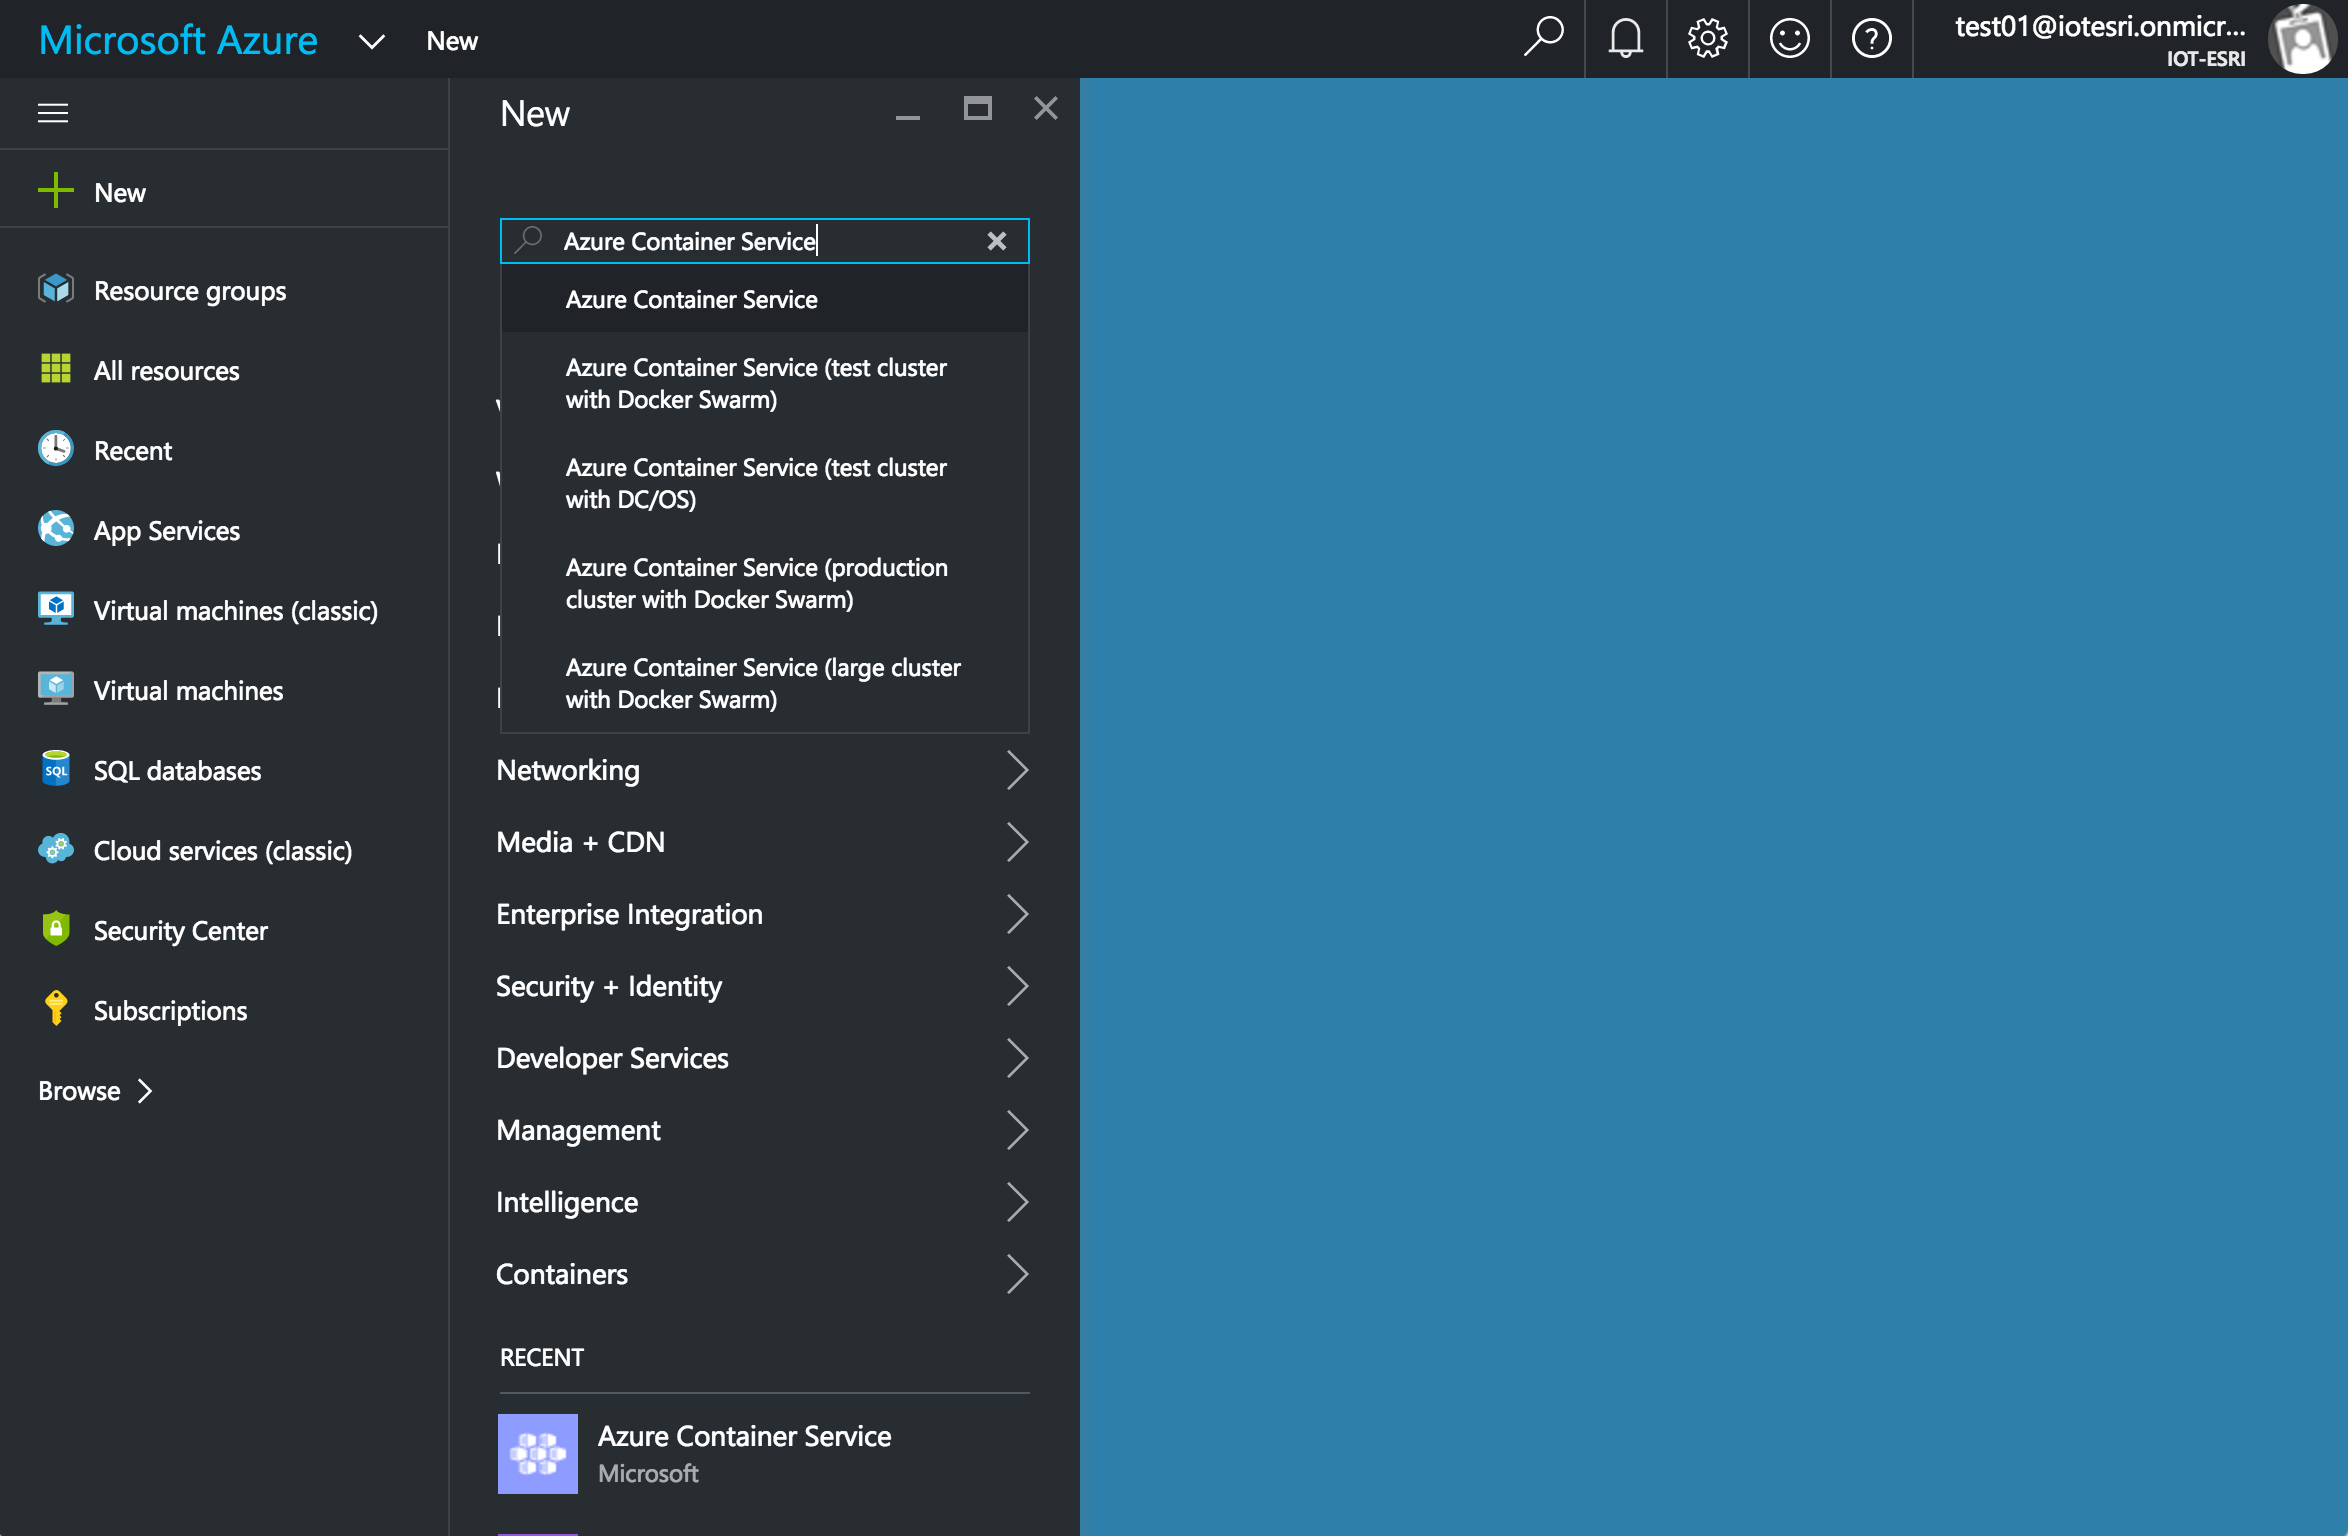 Microsoft Azure
New
test01@iotesri.onmicr...
IOT-ESRI
New
Resource groups
All resources
Recent
App Services
Virtual machines (classic)
Virtual machines
SQL
SQL databases
Cloud services (classic)
Security Center
Subscriptions
Browse
New
Azure Container Service
Azure Container Service
Azure Container Service (test cluster
with Docker Swarm)
Azure Container Service (test cluster
with DC/OS)
Azure Container Service (production
cluster with Docker Swarm)
Azure Container Service (large cluster
with Docker Swarm)
Networking
Media + CDN
Enterprise Integration
Security + Identity
Developer Services
Management
Intelligence
Containers
RECENT
Azure Container Service
Microsoft